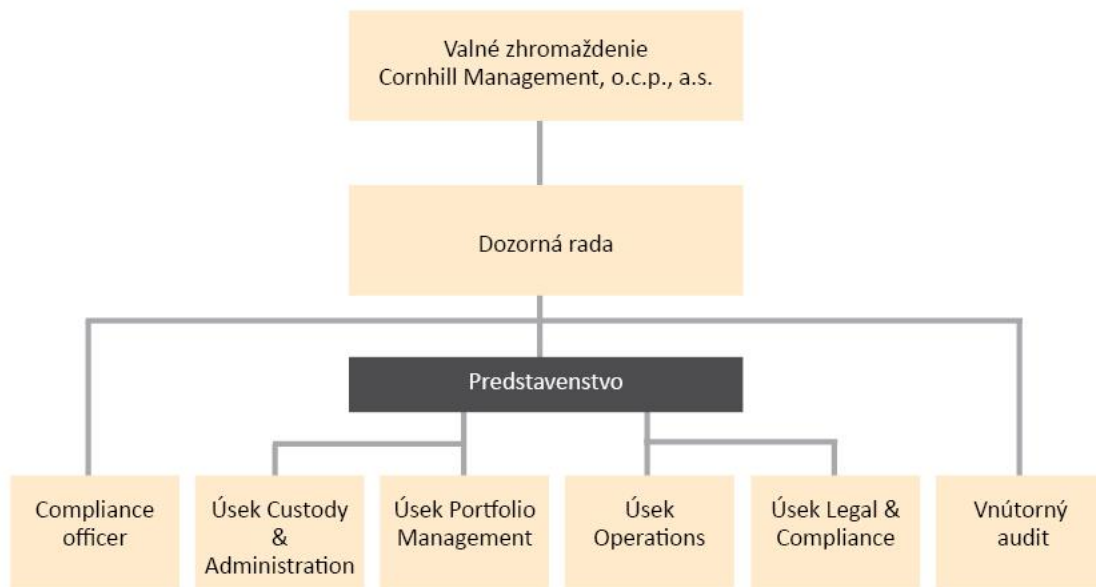 Valné zhromaždenie
Cornhill Management, o.c.p., a.s.
Dozorná rada
Predstavenstvo
Compliance
officer
Úsek Custody
&
Administration
Úsek Portfolio
Management
Úsek
Operations
Úsek Legal &
Compliance
Vnútorný
audit